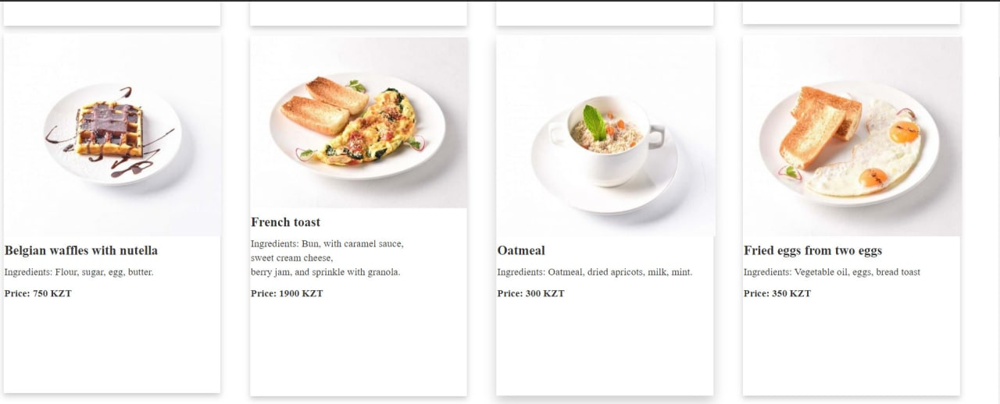 Belgian waffles with nutella
Ingredients: Flour, sugar, egg, butter.
Price: 750 KZT
French toast
Ingredients: Bun, with caramel sauce,
sweet cream cheese,
berry jam, and sprinkle with granola.
Price: 1900 KZT
Oatmeal
Ingredients: Oatmeal, dried apricots, milk, mint.
Price: 300 KZT
Fried eggs from two eggs
Ingredients: Vegetable oil, eggs, bread toast
Price: 350 KZT